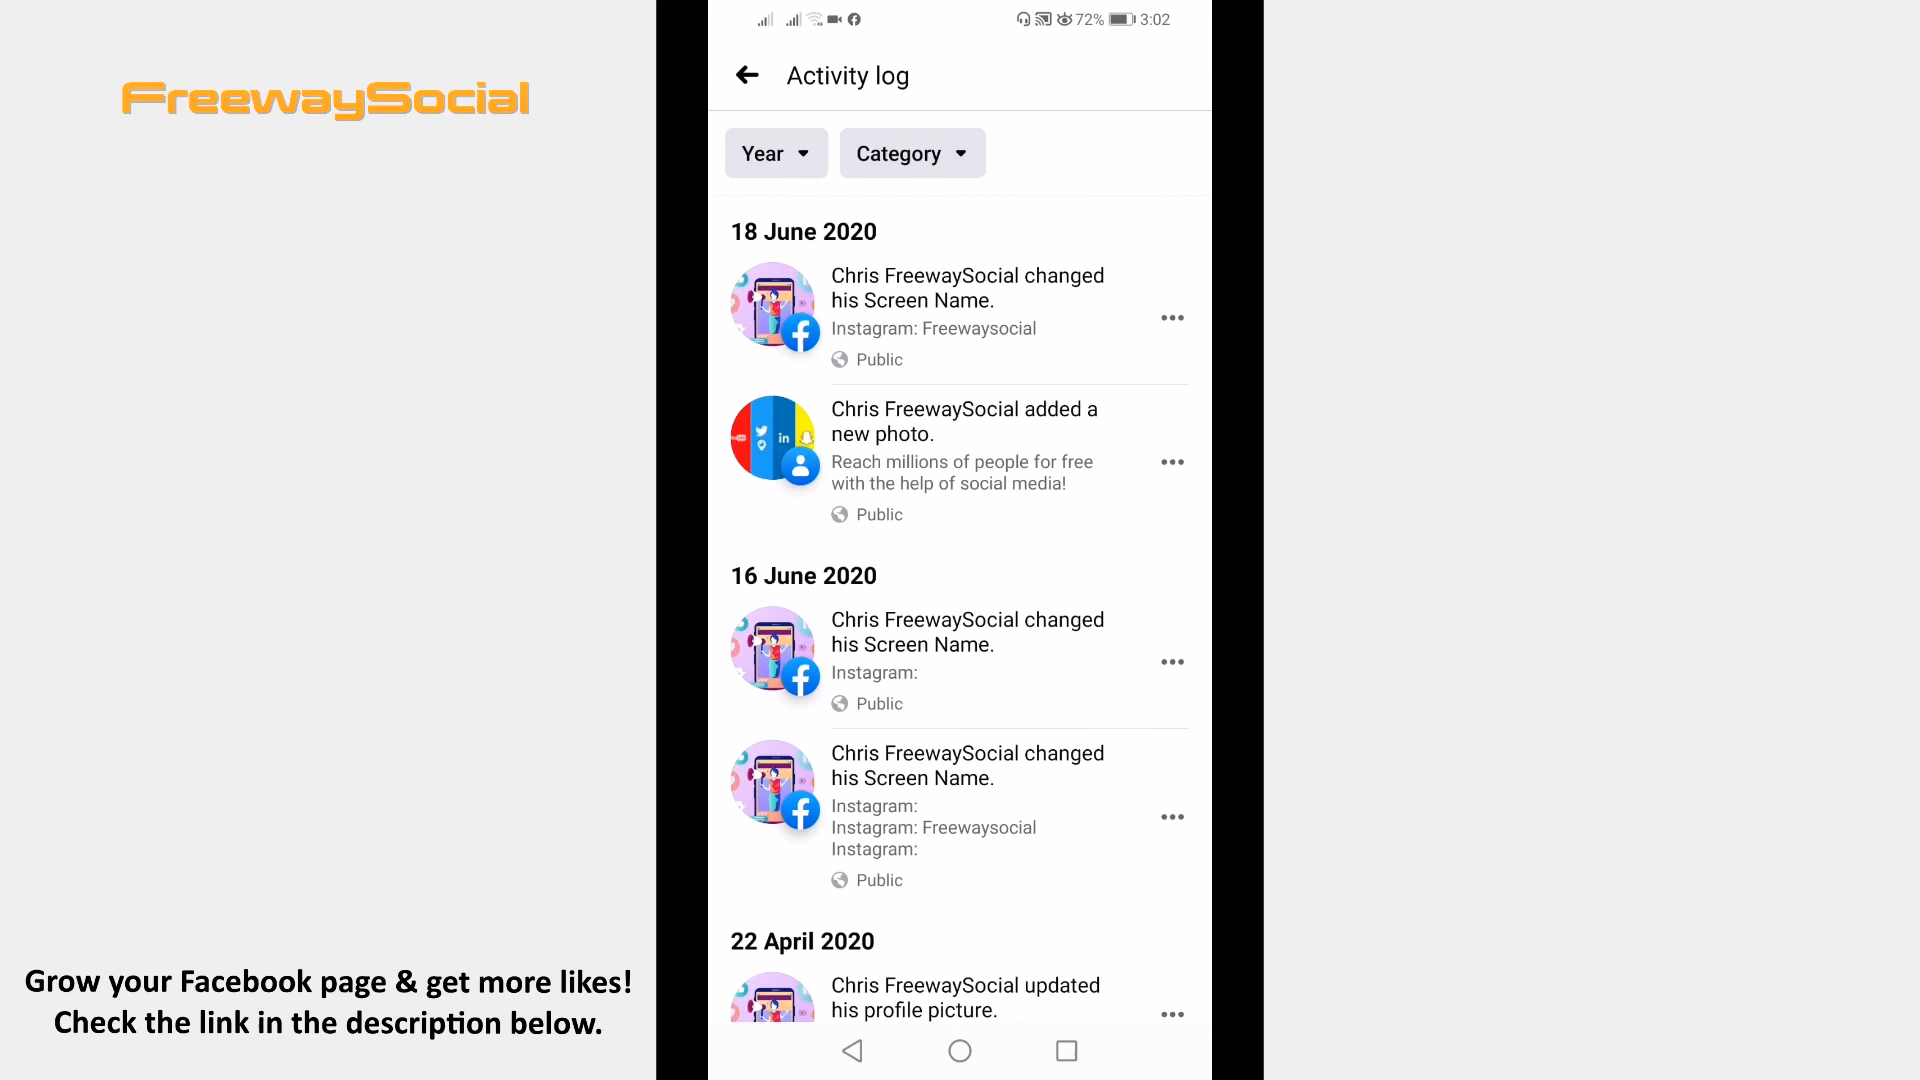 FreewaySocial
72% 3:02
Activity log
Year
Category
18 June 2020
Chris FreewaySocial changed
his Screen Name.
Instagram: Freewaysocial
Public
in
Chris FreewaySocial added a
new photo.
Reach millions of people for free
with the help of social media!
Public
16 June 2020
Chris FreewaySocial changed
his Screen Name.
Instagram:
Public
Chris FreewaySocial changed
his Screen Name.
Instagram:
Instagram: Freewaysocial
Instagram:
Public
22 April 2020
Chris FreewaySocial updated
his profile picture.
Grow your Facebook page & get more likes!
Check the link in the description below.